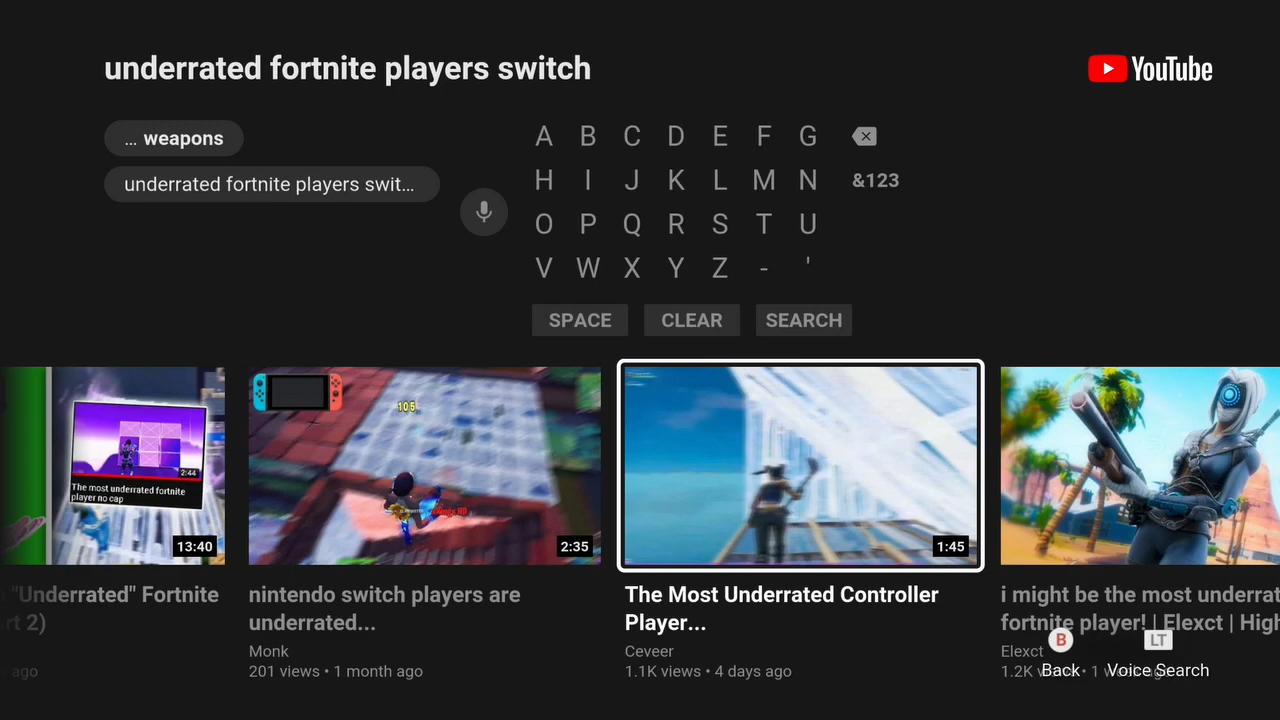 underrated fortnite players switch
YouTube
... weapons
underrated fortnite players swit...
A B C D E F G
H I J K L M N &123
O P Q R S T U
V W X Y Z - '
SPACE CLEAR SEARCH
2:44
The most underrated fortnite
player no cap
13:40
105
2:35
1:45
"Underrated" Fortnite
rt 2)
ago
nintendo switch players are
underrated...
Monk
201 views • 1 month ago
The Most Underrated Controller
Player...
Ceveer
1.1K views • 4 days ago
i might be the most underrat
fortnite player! | Elexct | High
Elexct
1.2K
B
Back
LT
Voice Search